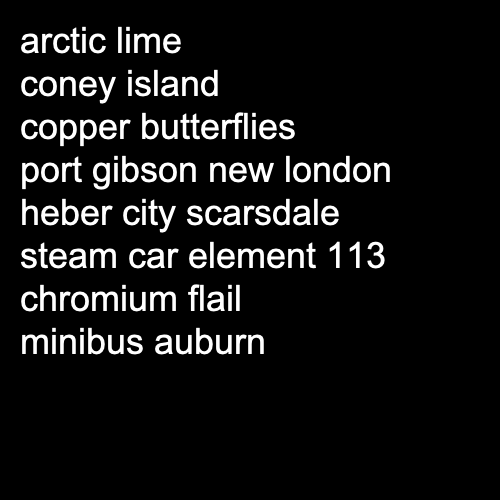 arctic lime
coney island
copper butterflies
port gibson new london
heber city scarsdale
steam car element 113
chromium flail
minibus auburn